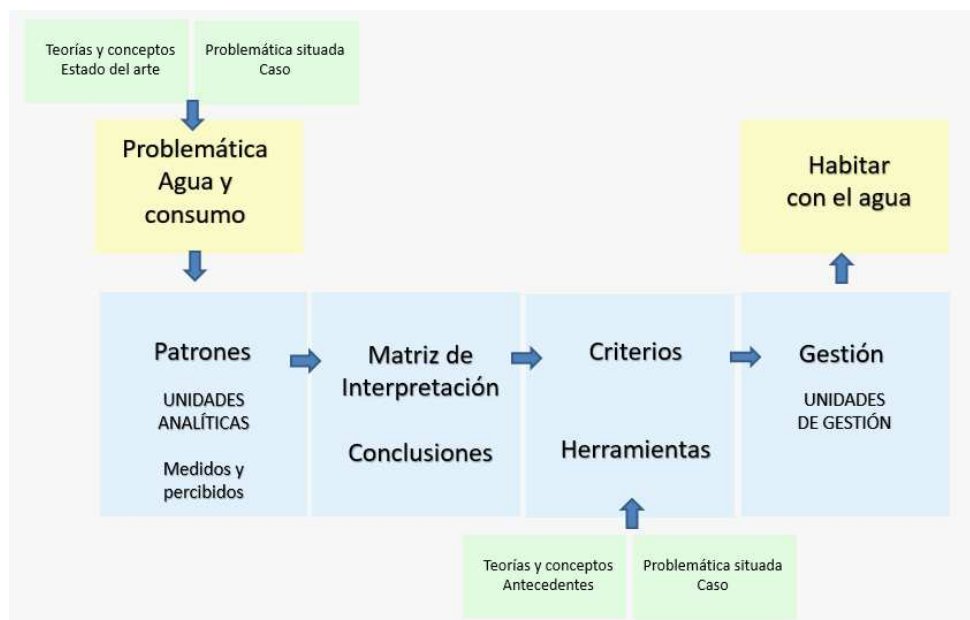 Teorías y conceptos
Estado del arte
Problemática situada
Caso
Problemática
Agua y
consumo
Habitar
con el agua
Patrones
UNIDADES
ANALÍTICAS
Medidos y
percibidos
Matriz de
Interpretación
Conclusiones
Criterios
Herramientas
Gestión
UNIDADES
DE GESTIÓN
Teorías y conceptos
Antecedentes
Problemática situada
Caso